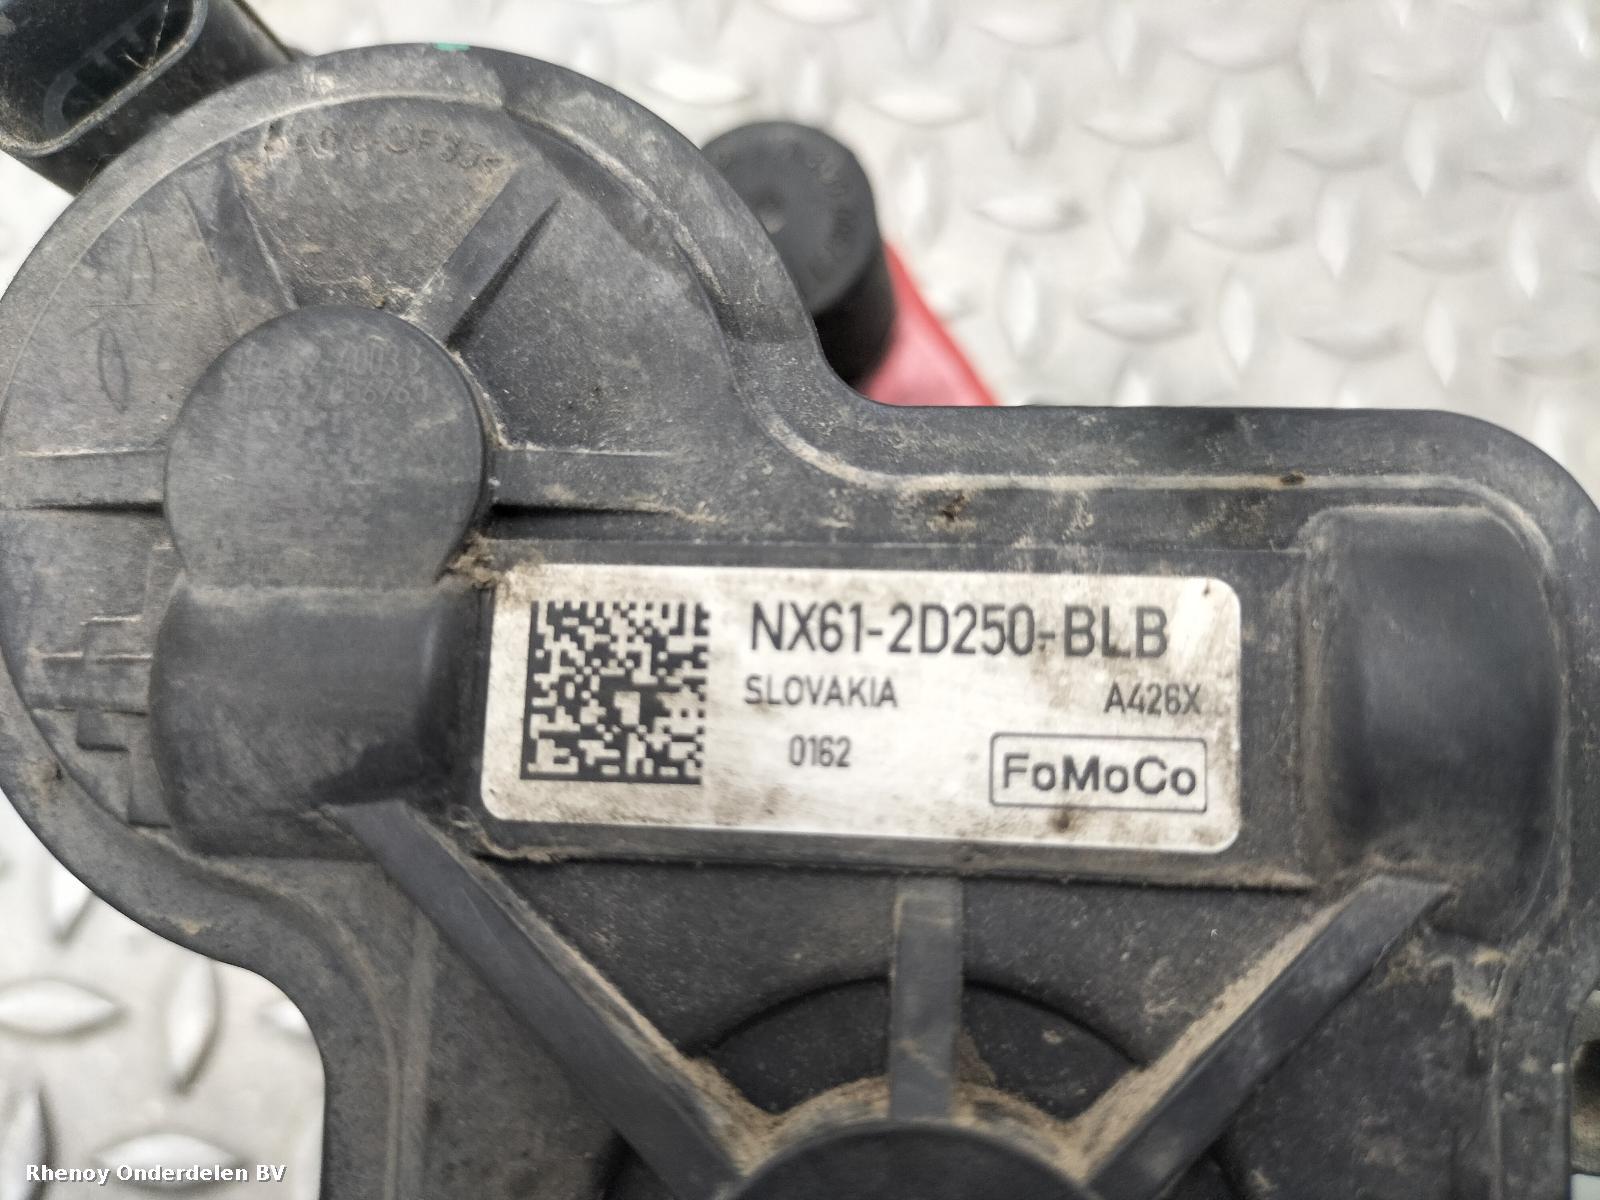 NX61-2D250-BLB
SLOVAKIA A426X
0162
FoMoCo
Rhenoy Onderdelen BV